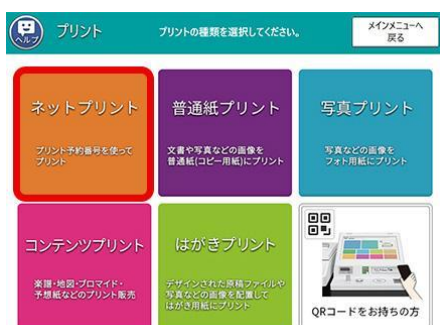 ヘルプ
プリント
プリントの種類を選択してください。
メインメニューへ
戻る
ネットプリント
プリント予約番号を使って
プリント
普通紙プリント
文書や写真などの画像を
普通紙(コピー用紙)にプリント
写真プリント
写真などの画像を
フォト用紙にプリント
コンテンツプリント
楽譜・地図・ブロマイド・
予想紙などのプリント販売
はがきプリント
デザインされた原稿ファイルや
写真などの画像を配置して
はがき用紙にプリント
QRコードをお持ちの方